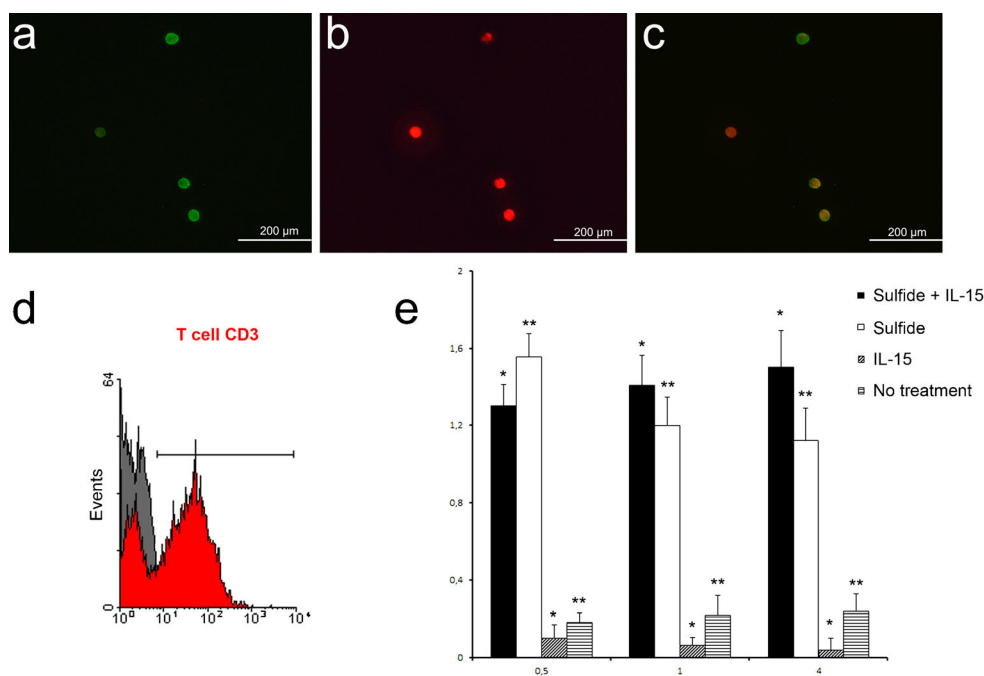 a
b
c
200 µm
200 µm
200 µm
d
T cell CD3
64
Events
0
10⁰ 10¹ 10² 10³ 10⁴
e
2
1,6
1,2
0,8
0,4
0
* ** * **
* ** * **
* ** * **
0,5 1 4
Sulfide + IL-15
Sulfide
IL-15
No treatment